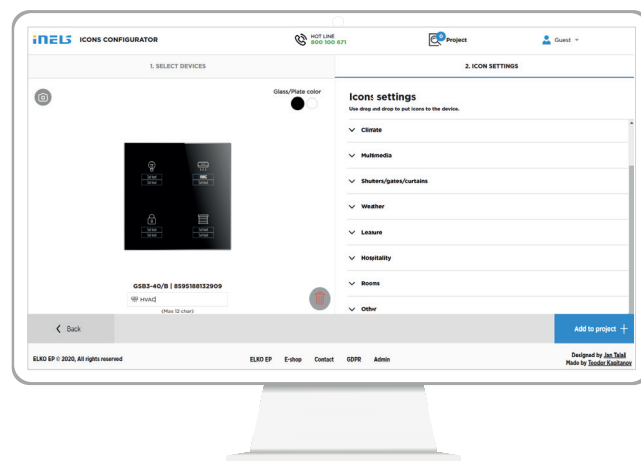 iNELS ICONS CONFIGURATOR
HOT LINE
800 100 671
0
Project
Guest
1. SELECT DEVICES
2. ICON SETTINGS
Glass/Plate color
Icons settings
Use drag and drop to put icons to the device.
Climate
Multimedia
Shutters/gates/curtains
Weather
Leasure
Hospitality
Rooms
Other
HVAC
GSB3-40/B | 8595188132909
HVAC
(Max 12 char)
Back
Add to project +
ELKO EP © 2020, All rights reserved
ELKO EP E-shop Contact GDPR Admin
Designed by Jan Talaš
Made by Teodor Kapitanov